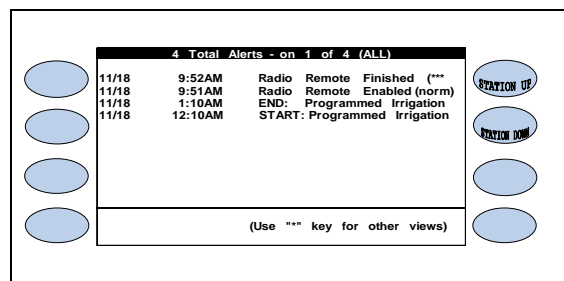 4 Total Alerts - on 1 of 4 (ALL)
11/18 9:52AM Radio Remote Finished (***
11/18 9:51AM Radio Remote Enabled (norm)
11/18 1:10AM END: Programmed Irrigation
11/18 12:10AM START: Programmed Irrigation
STATION UP
STATION DOWN
(Use "*" key for other views)